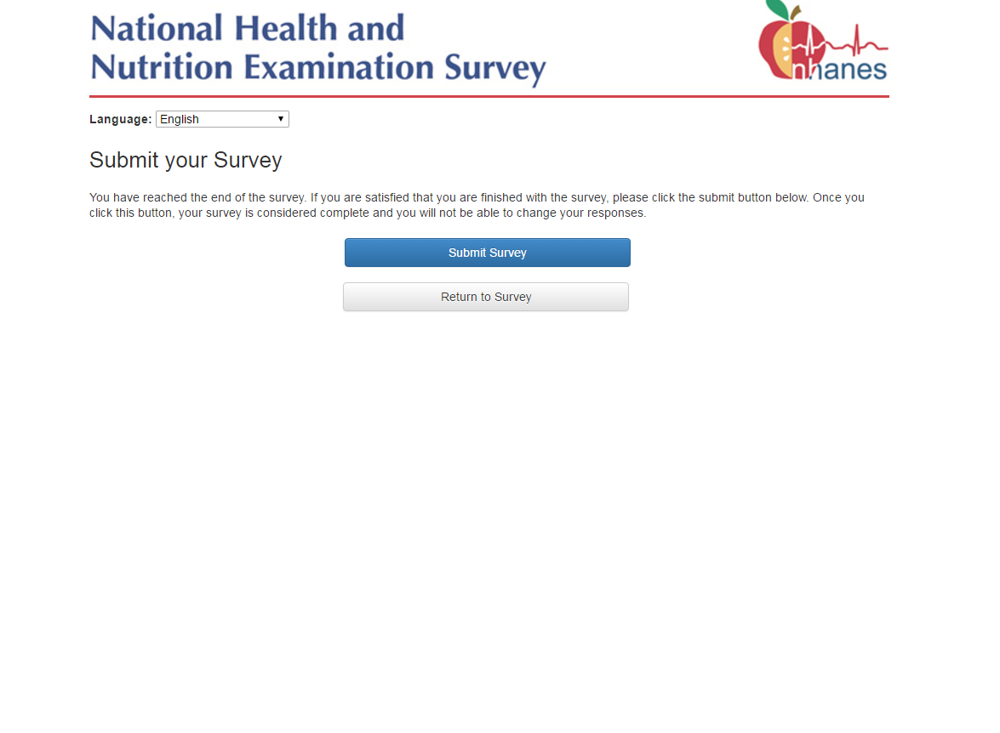 National Health and
Nutrition Examination Survey
nhanes
Language: English
Submit your Survey
You have reached the end of the survey. If you are satisfied that you are finished with the survey, please click the submit button below. Once you
click this button, your survey is considered complete and you will not be able to change your responses.
Submit Survey
Return to Survey